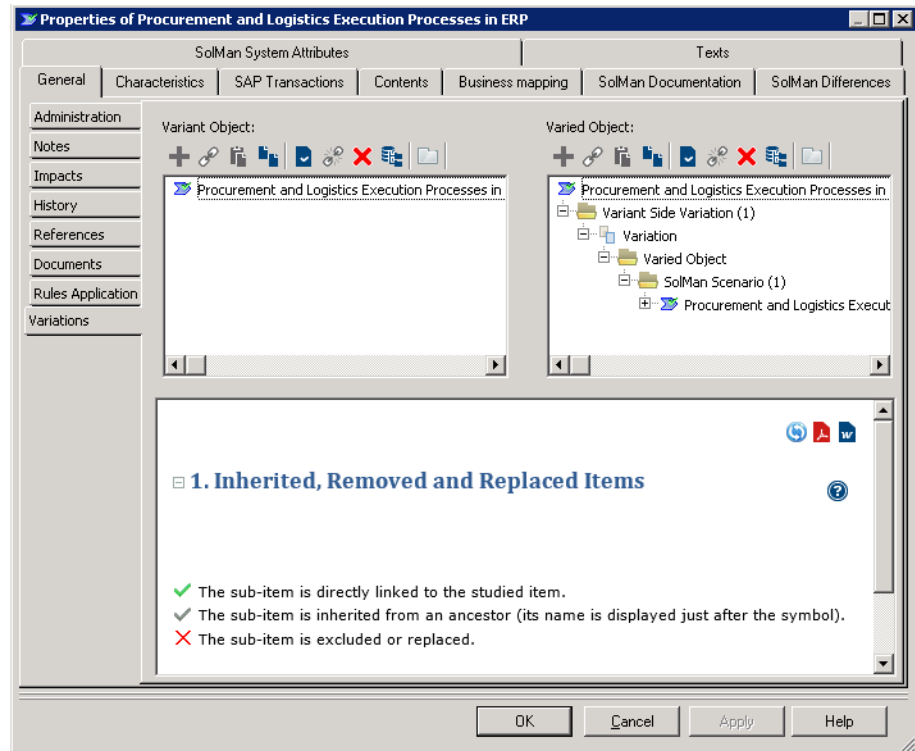 Properties of Procurement and Logistics Execution Processes in ERP
SolMan System Attributes
Texts
General
Characteristics
SAP Transactions
Contents
Business mapping
SolMan Documentation
SolMan Differences
Administration
Notes
Impacts
History
References
Documents
Rules Application
Variations
Variant Object:
Procurement and Logistics Execution Processes in
Varied Object:
Procurement and Logistics Execution Processes in
Variant Side Variation (1)
Variation
Varied Object
SolMan Scenario (1)
Procurement and Logistics Execut
1. Inherited, Removed and Replaced Items
The sub-item is directly linked to the studied item.
The sub-item is inherited from an ancestor (its name is displayed just after the symbol).
The sub-item is excluded or replaced.
OK
Cancel
Apply
Help